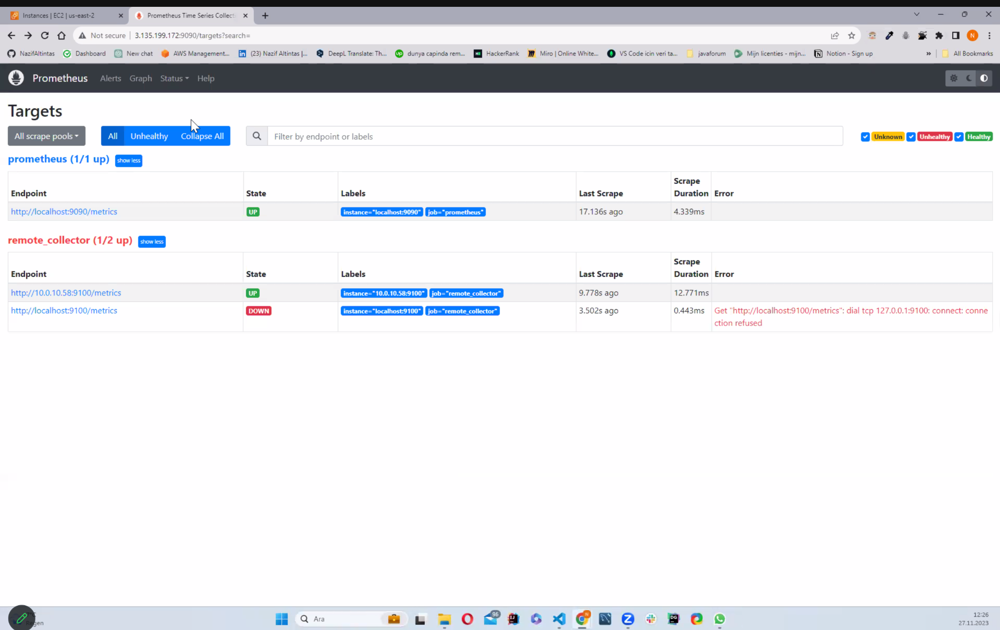 Instances | EC2 | us-east-2
Prometheus Time Series Collect
Not secure
3.135.199.172:9090/targets?search=
N
NazifAltintas
Dashboard
New chat
AWS Management...
(23) Nazif Altintas |...
DeepL Translate: Th...
dunya capinda rem...
HackerRank
Miro | Online White...
VS Code icin veri ta...
javaforum
Mijn licenties - mijn...
Notion - Sign up
»
All Bookmarks
Prometheus
Alerts
Graph
Status
Help
Targets
All scrape pools
All
Unhealthy
Collapse All
Filter by endpoint or labels
Unknown
Unhealthy
Healthy
prometheus (1/1 up)
show less
Endpoint
State
Labels
Last Scrape
Scrape
Duration
Error
http://localhost:9090/metrics
UP
instance="localhost:9090"
job="prometheus"
17.136s ago
4.339ms
remote_collector (1/2 up)
show less
Endpoint
State
Labels
Last Scrape
Scrape
Duration
Error
http://10.0.10.58:9100/metrics
UP
instance="10.0.10.58:9100"
job="remote_collector"
9.778s ago
12.771ms
http://localhost:9100/metrics
DOWN
instance="localhost:9100"
job="remote_collector"
3.502s ago
0.443ms
Get "http://localhost:9100/metrics": dial tcp 127.0.0.1:9100: connect: conne
ction refused
Regen
Ara
96
12:26
27.11.2023